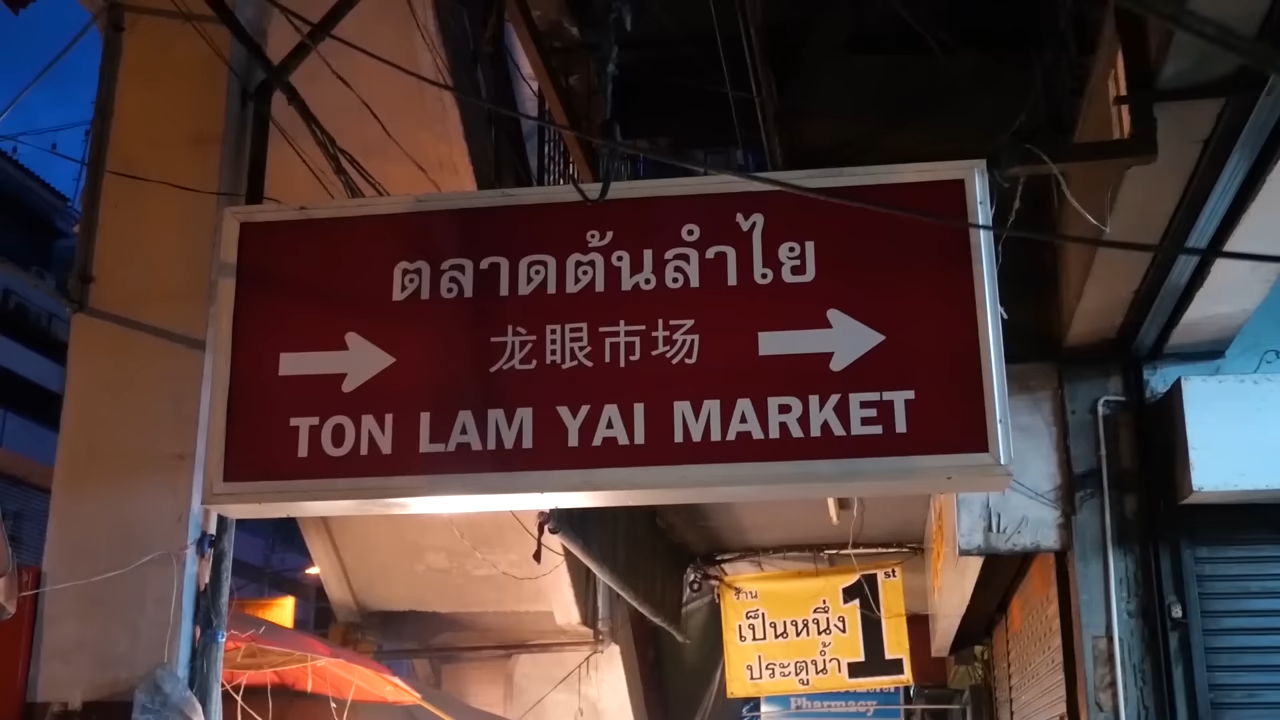 ตลาดต้นลำไย
龙眼市场
TON LAM YAI MARKET
ร้าน
เป็นหนึ่ง
ประตูน้ำ
1st
Pharmacy